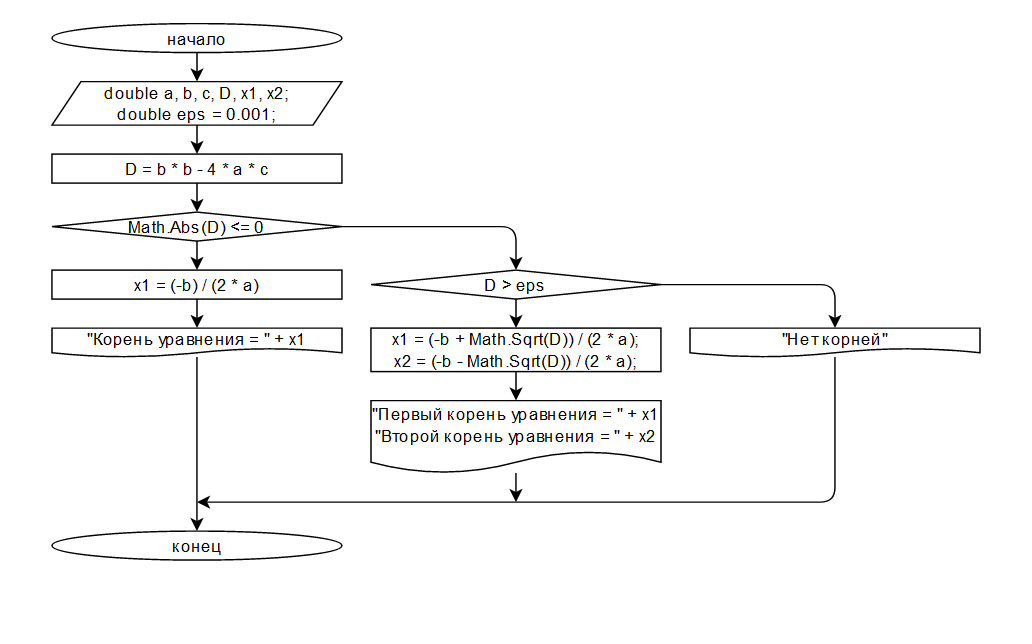 начало
double a, b, c, D, x1, x2;
double eps = 0.001;
D = b * b - 4 * a * c
Math.Abs(D) <= 0
x1 = (-b) / (2 * a)
"Корень уравнения = " + x1
D > eps
x1 = (-b + Math.Sqrt(D)) / (2 * a);
x2 = (-b - Math.Sqrt(D)) / (2 * a);
"Первый корень уравнения = " + x1
"Второй корень уравнения = " + x2
"Нет корней"
конец